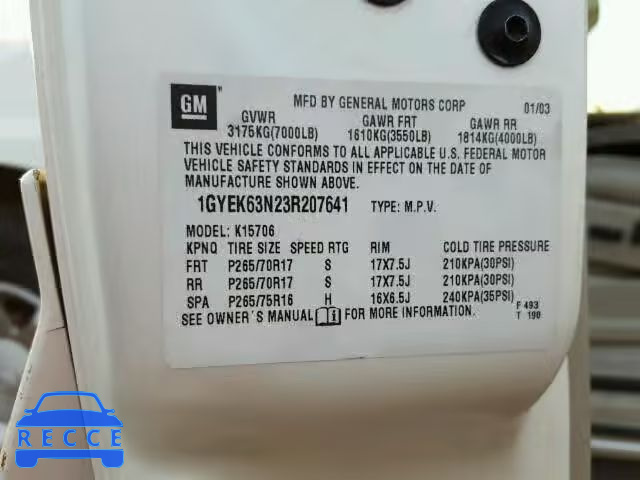 GM
MFD BY GENERAL MOTORS CORP 01/03
GVWR GAWR FRT GAWR RR
3175KG(7000LB) 1610KG(3550LB) 1814KG(4000LB)
THIS VEHICLE CONFORMS TO ALL APPLICABLE U.S. FEDERAL MOTOR
VEHICLE SAFETY STANDARDS IN EFFECT ON THE DATE OF
MANUFACTURE SHOWN ABOVE.
1GYEK63N23R207641 TYPE: M.P.V.
MODEL: K15706
KPNO TIRE SIZE SPEED RTG RIM COLD TIRE PRESSURE
FRT P265/70R17 S 17X7.5J 210KPA(30PSI)
RR P265/70R17 S 17X7.5J 210KPA(30PSI)
SPA P265/75R16 H 16X6.5J 240KPA(35PSI)
SEE OWNER'S MANUAL FOR MORE INFORMATION.
F 493
T 190
RECCE